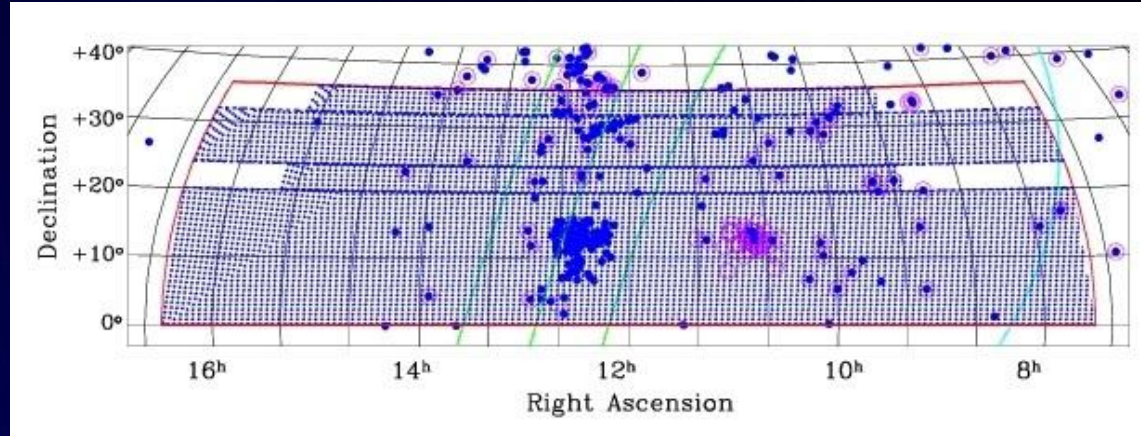 +40°
+30°
Declination
+20°
+10°
0°
16ʰ 14ʰ 12ʰ 10ʰ 8ʰ
Right Ascension